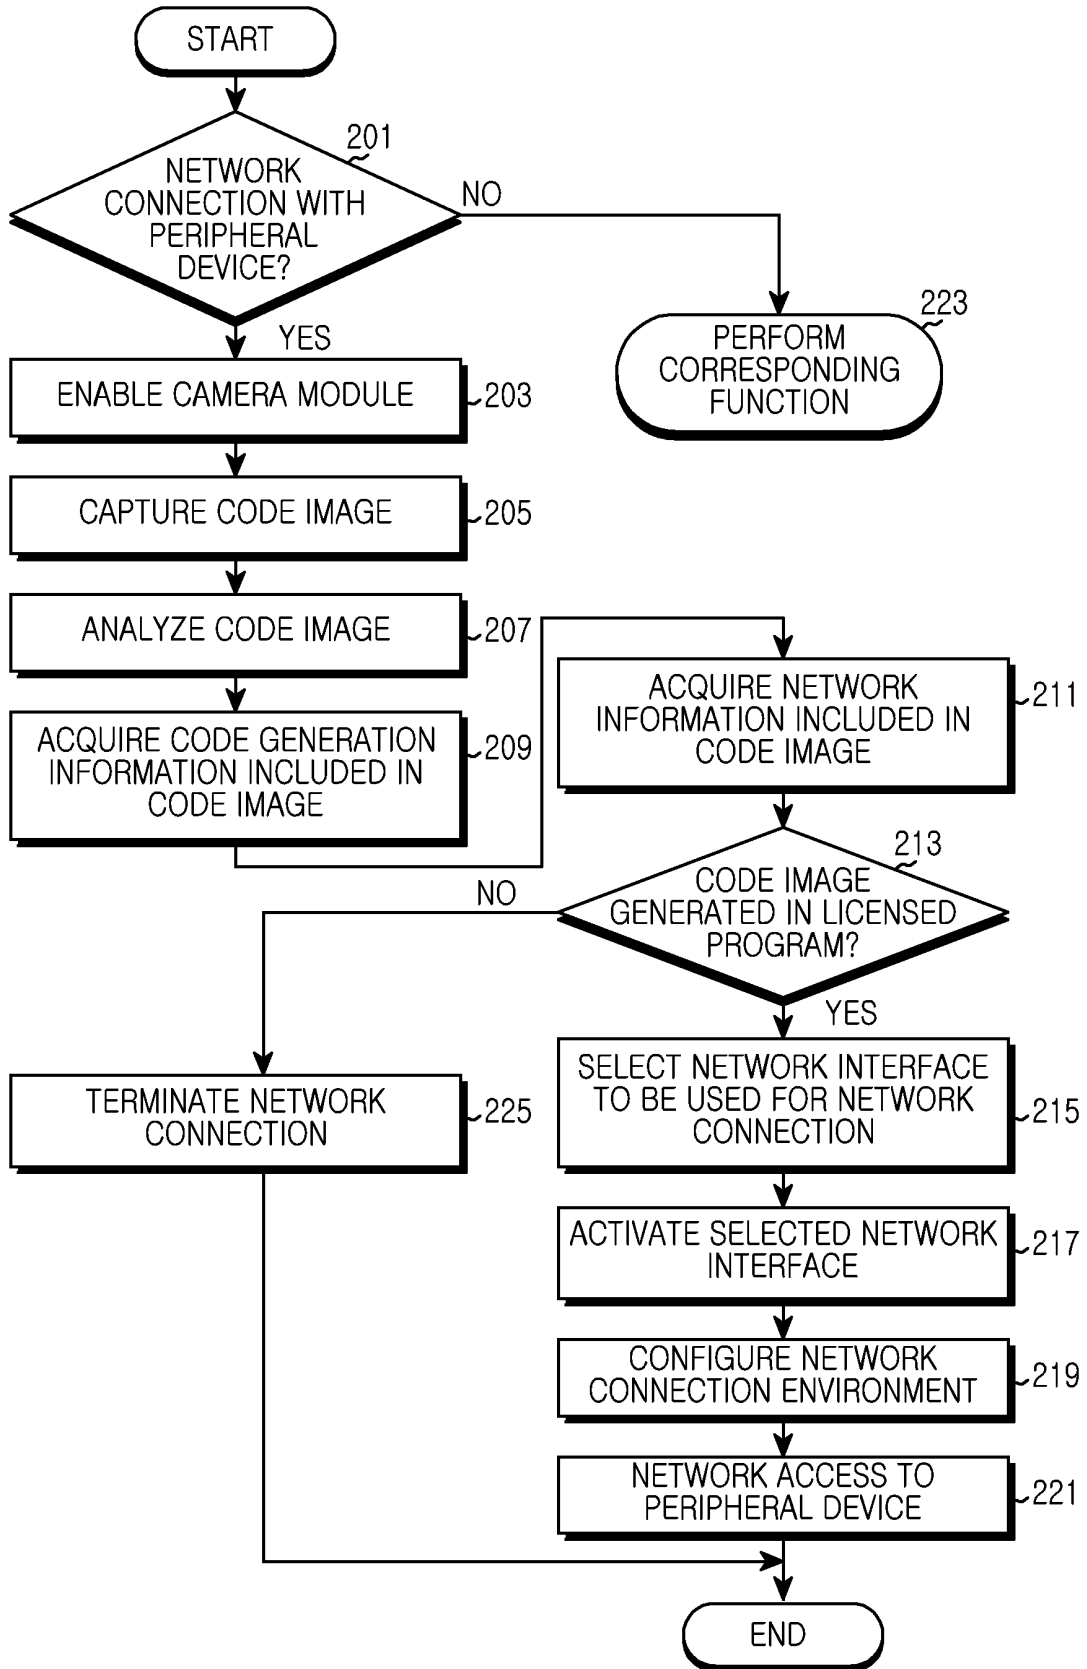 START
201
NETWORK
CONNECTION WITH
PERIPHERAL
DEVICE?
NO
YES
223
PERFORM
CORRESPONDING
FUNCTION
ENABLE CAMERA MODULE
203
CAPTURE CODE IMAGE
205
ANALYZE CODE IMAGE
207
ACQUIRE CODE GENERATION
INFORMATION INCLUDED IN
CODE IMAGE
209
ACQUIRE NETWORK
INFORMATION INCLUDED IN
CODE IMAGE
211
213
CODE IMAGE
GENERATED IN LICENSED
PROGRAM?
NO
YES
TERMINATE NETWORK
CONNECTION
225
SELECT NETWORK INTERFACE
TO BE USED FOR NETWORK
CONNECTION
215
ACTIVATE SELECTED NETWORK
INTERFACE
217
CONFIGURE NETWORK
CONNECTION ENVIRONMENT
219
NETWORK ACCESS TO
PERIPHERAL DEVICE
221
END